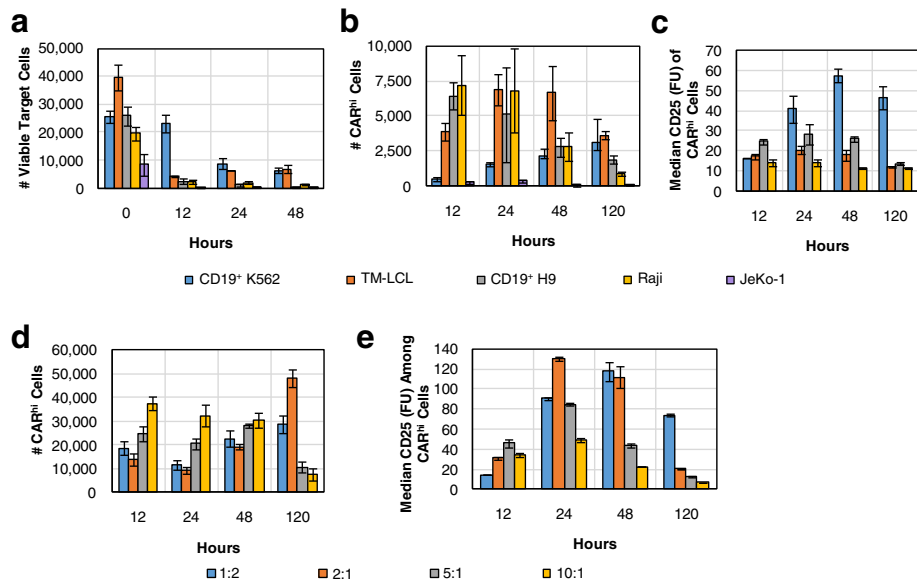 a
# Viable Target Cells
50,000
40,000
30,000
20,000
10,000
0
0 12 24 48
Hours
b
# CARhi Cells
10,000
7,500
5,000
2,500
0
12 24 48 120
Hours
c
Median CD25 (FU) of
CARhi Cells
70
60
50
40
30
20
10
0
12 24 48 120
Hours
CD19+ K562 TM-LCL CD19+ H9 Raji JeKo-1
d
# CARhi Cells
60,000
50,000
40,000
30,000
20,000
10,000
0
12 24 48 120
Hours
e
Median CD25 (FU) Among
CARhi Cells
140
120
100
80
60
40
20
0
12 24 48 120
Hours
1:2 2:1 5:1 10:1